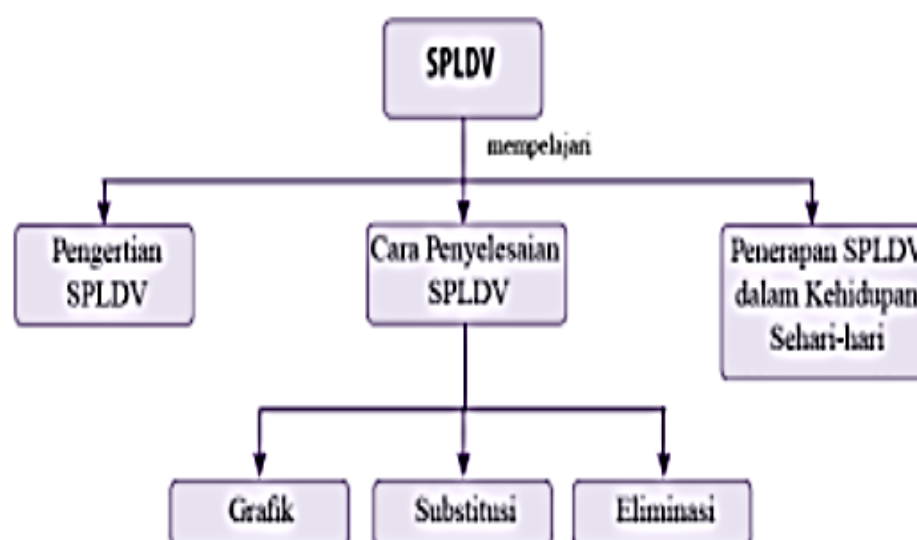 SPLDV
mempelajari
Pengertian
SPLDV
Cara Penyelesaian
SPLDV
Penerapan SPLDV
dalam Kehidupan
Sehari-hari
Grafik
Substitusi
Eliminasi